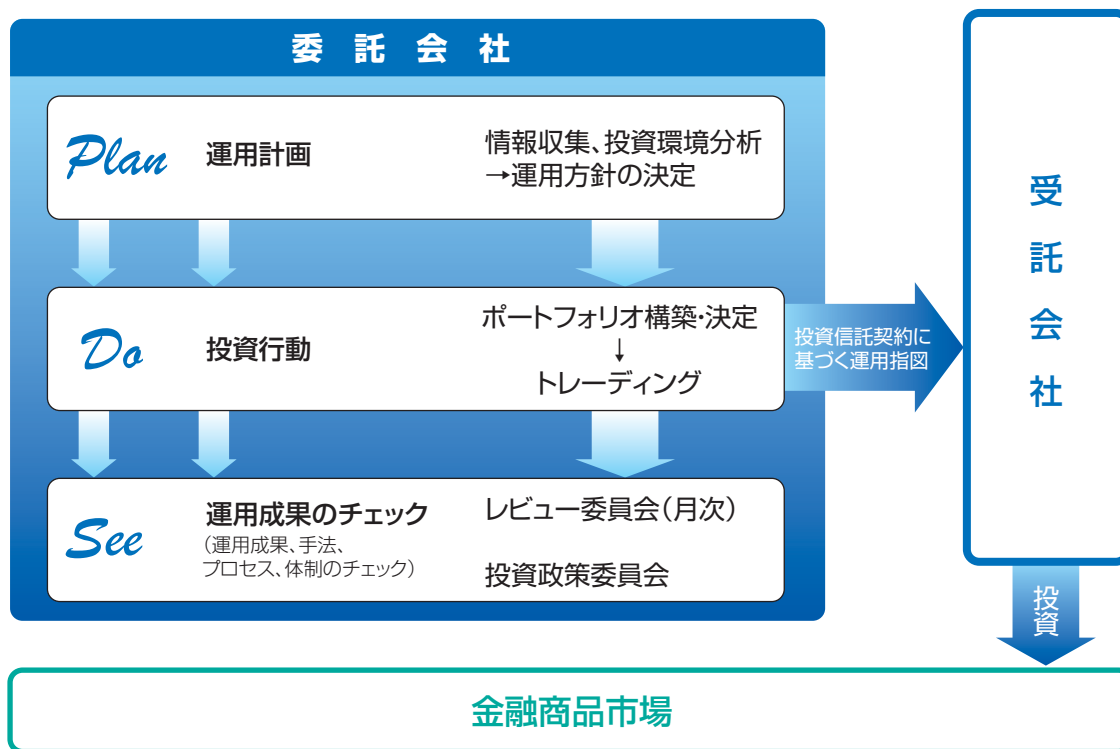 委託会社
Plan
運用計画
情報収集、投資環境分析
→運用方針の決定
Do
投資行動
ポートフォリオ構築・決定
↓
トレーディング
投資信託契約に
基づく運用指図
See
運用成果のチェック
(運用成果、手法、
プロセス、体制のチェック)
レビュー委員会(月次)
投資政策委員会
受託会社
投資
金融商品市場